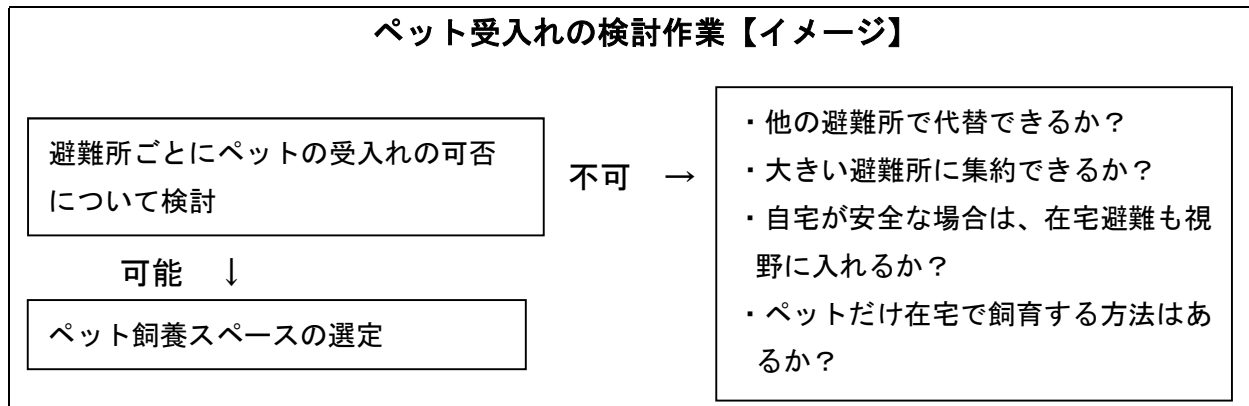 ペット受入れの検討作業【イメージ】
避難所ごとにペットの受入れの可否
について検討
不可 →
可能 ↓
ペット飼養スペースの選定
・他の避難所で代替できるか？
・大きい避難所に集約できるか？
・自宅が安全な場合は、在宅避難も視
野に入れるか？
・ペットだけ在宅で飼育する方法はあ
るか？